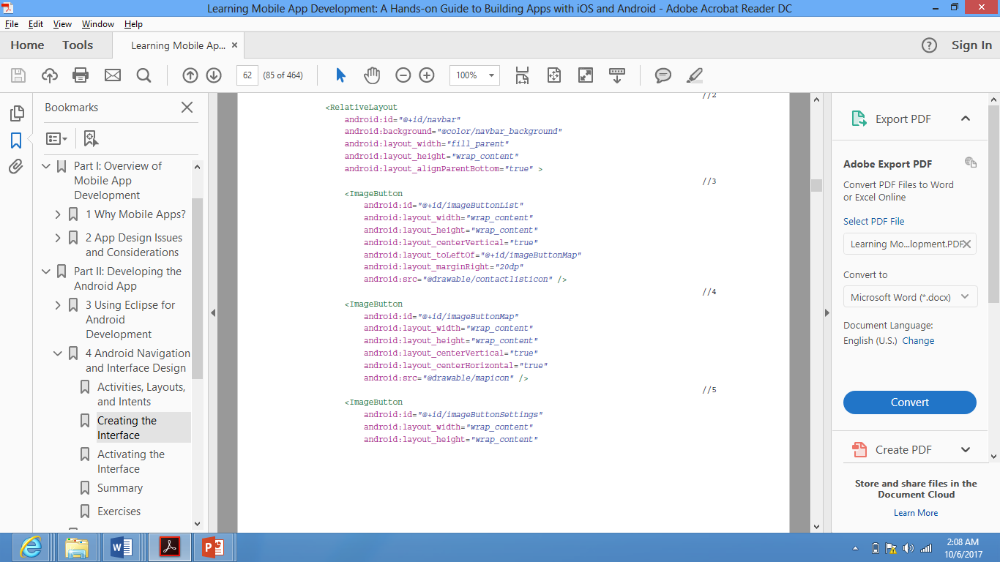 Learning Mobile App Development: A Hands-on Guide to Building Apps with iOS and Android - Adobe Acrobat Reader DC
File Edit View Window Help
Home Tools Learning Mobile Ap... × Sign In
62 (85 of 464) 100%
Bookmarks
Part I: Overview of
Mobile App
Development
1 Why Mobile Apps?
2 App Design Issues
and Considerations
Part II: Developing the
Android App
3 Using Eclipse for
Android
Development
4 Android Navigation
and Interface Design
Activities, Layouts,
and Intents
Creating the
Interface
Activating the
Interface
Summary
Exercises
//2
<RelativeLayout
android:id="@+id/navbar"
android:background="@color/navbar_background"
android:layout_width="fill_parent"
android:layout_height="wrap_content"
android:layout_alignParentBottom="true" >
//3
<ImageButton
android:id="@+id/imageButtonList"
android:layout_width="wrap_content"
android:layout_height="wrap_content"
android:layout_centerVertical="true"
android:layout_toLeftOf="@+id/imageButtonMap"
android:layout_marginRight="20dp"
android:src="@drawable/contactlisticon" />
//4
<ImageButton
android:id="@+id/imageButtonMap"
android:layout_width="wrap_content"
android:layout_height="wrap_content"
android:layout_centerVertical="true"
android:layout_centerHorizontal="true"
android:src="@drawable/mapicon" />
//5
<ImageButton
android:id="@+id/imageButtonSettings"
android:layout_width="wrap_content"
android:layout_height="wrap_content"
Export PDF
Adobe Export PDF
Convert PDF Files to Word
or Excel Online
Select PDF File
Learning Mo...lopment.PDF
Convert to
Microsoft Word (*.docx)
Document Language:
English (U.S.) Change
Convert
Create PDF
Store and share files in the
Document Cloud
Learn More
2:08 AM
10/6/2017